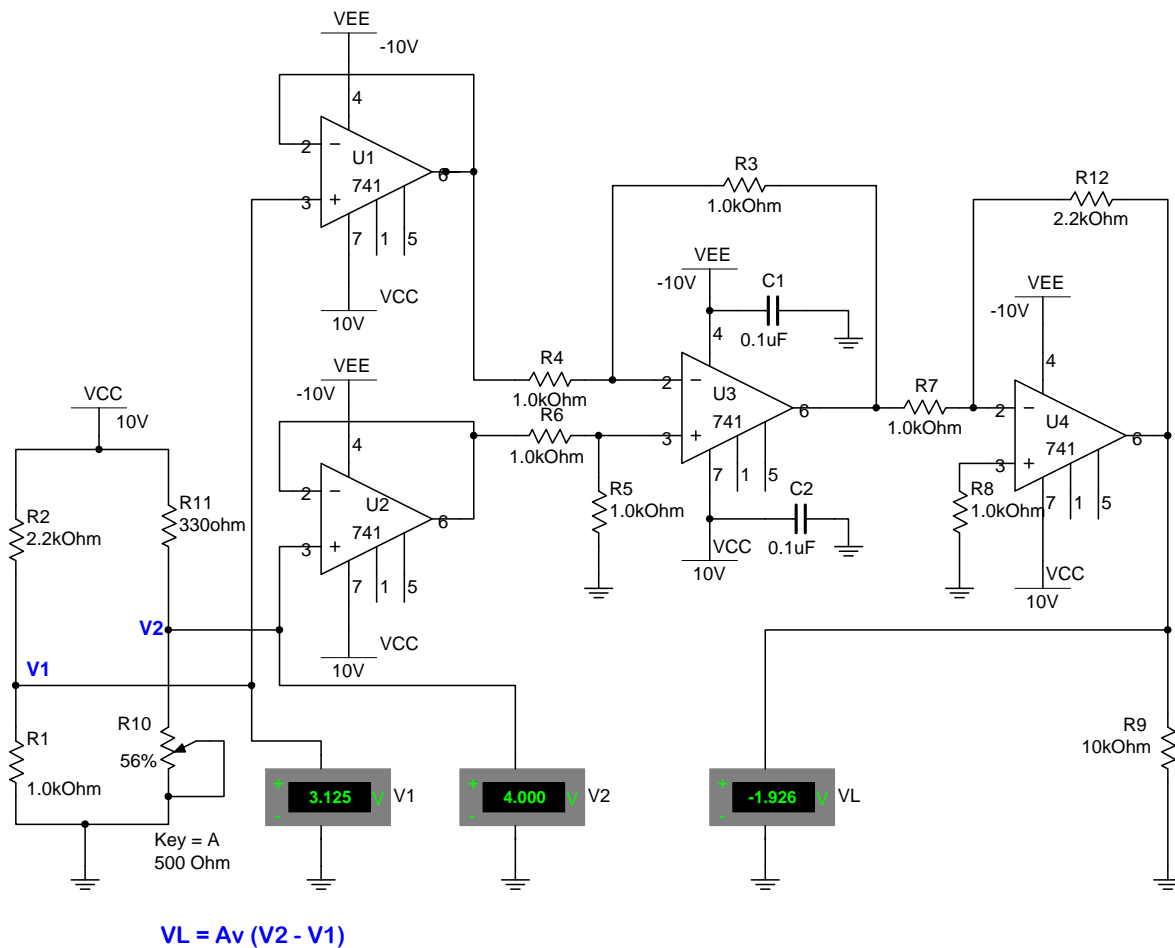 VEE
-10V
4
2
U1
6
741
3
7
1
5
VCC
10V
VEE
-10V
4
2
U2
6
741
3
7
1
5
VCC
10V
VCC
10V
R2
2.2kOhm
R11
330ohm
V2
V1
R1
1.0kOhm
R10
56%
Key = A
500 Ohm
+
3.125 V
-
V1
+
4.000 V
-
V2
+
-1.926 V
-
VL
R4
1.0kOhm
R6
1.0kOhm
R5
1.0kOhm
R3
1.0kOhm
VEE
-10V
C1
0.1uF
4
2
U3
6
741
3
7
1
5
C2
0.1uF
VCC
10V
R7
1.0kOhm
R12
2.2kOhm
VEE
-10V
4
2
U4
6
741
3
7
1
5
R8
1.0kOhm
VCC
10V
R9
10kOhm
VL = Av (V2 - V1)